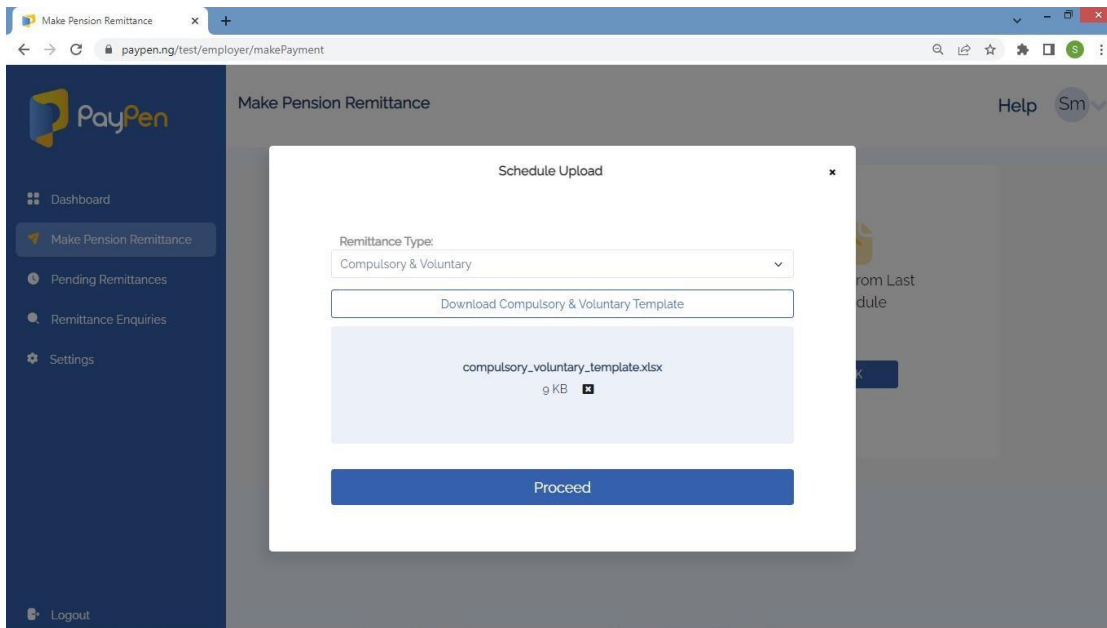 Make Pension Remittance
paypen.ng/test/employer/makePayment
S
PayPen
Make Pension Remittance
Help
Sm
Dashboard
Make Pension Remittance
Pending Remittances
Remittance Enquiries
Settings
Logout
Schedule Upload
Remittance Type:
Compulsory & Voluntary
Download Compulsory & Voluntary Template
compulsory_voluntary_template.xlsx
9 KB
Proceed
rom Last
dule
K